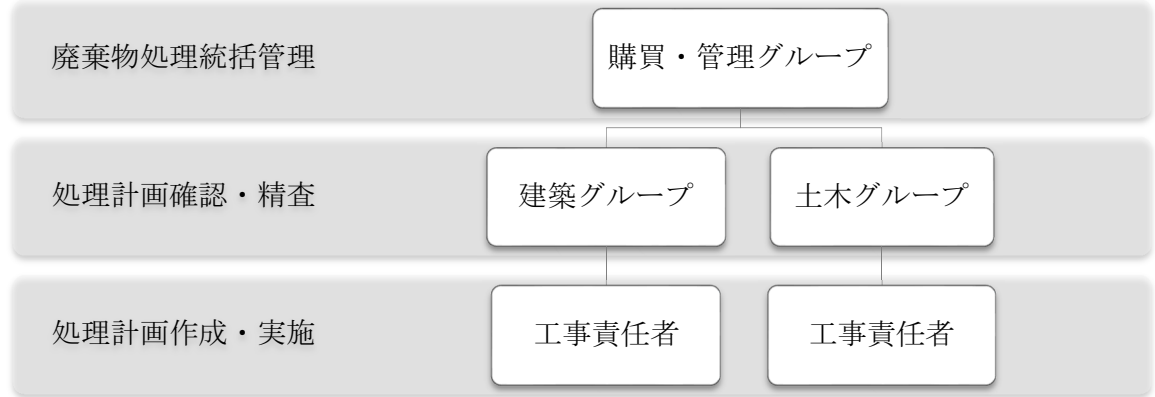 廃棄物処理統括管理
購買・管理グループ
処理計画確認・精査
建築グループ
土木グループ
処理計画作成・実施
工事責任者
工事責任者